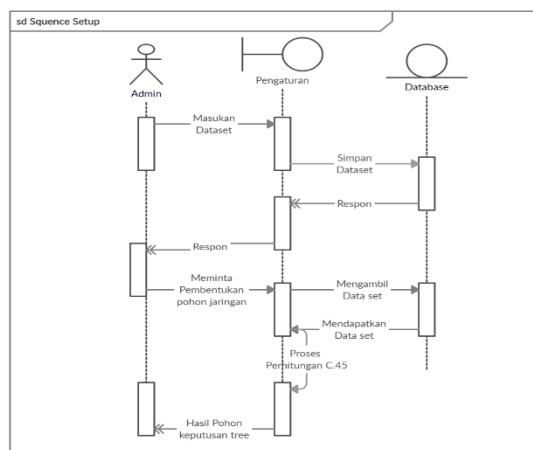 sd Squence Setup
Admin
Pengaturan
Database
Masukan
Dataset
Simpan
Dataset
Respon
Respon
Meminta
Pembentukan
pohon jaringan
Mengambil
Data set
Mendapatkan
Data set
Proses
Perhitungan C.45
Hasil Pohon
keputusan tree